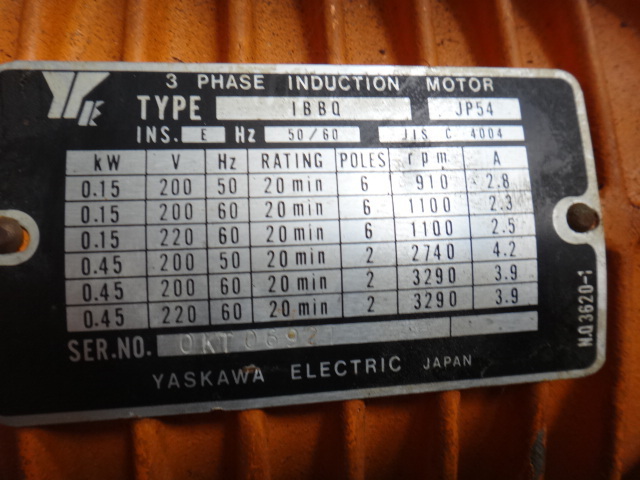 3 PHASE INDUCTION MOTOR
TYPE IBBQ JP54
INS. E Hz 50/60 JIS C 4004
kW V Hz RATING POLES rpm A
0.15 200 50 20 min 6 910 2.8
0.15 200 60 20 min 6 1100 2.3
0.15 220 60 20 min 6 1100 2.5
0.45 200 50 20 min 2 2740 4.2
0.45 200 60 20 min 2 3290 3.9
0.45 220 60 20 min 2 3290 3.9
SER.NO.
YASKAWA ELECTRIC JAPAN
N.Q3620-1